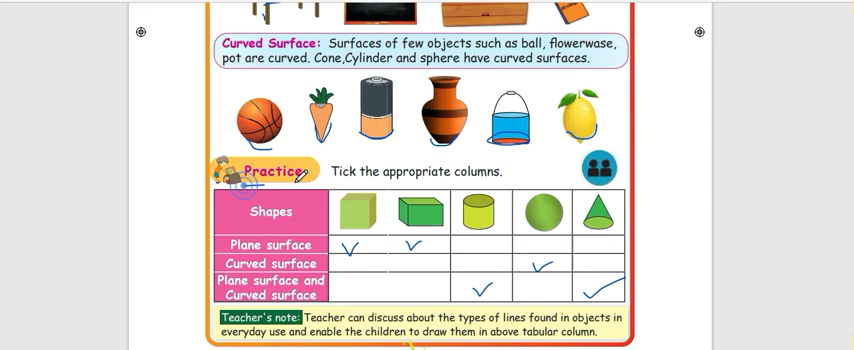 Curved Surface: Surfaces of few objects such as ball, flowerwase,
pot are curved. Cone,Cylinder and sphere have curved surfaces.
Practice Tick the appropriate columns.
Shapes
Plane surface
Curved surface
Plane surface and
Curved surface
Teacher's note: Teacher can discuss about the types of lines found in objects in
everyday use and enable the children to draw them in above tabular column.